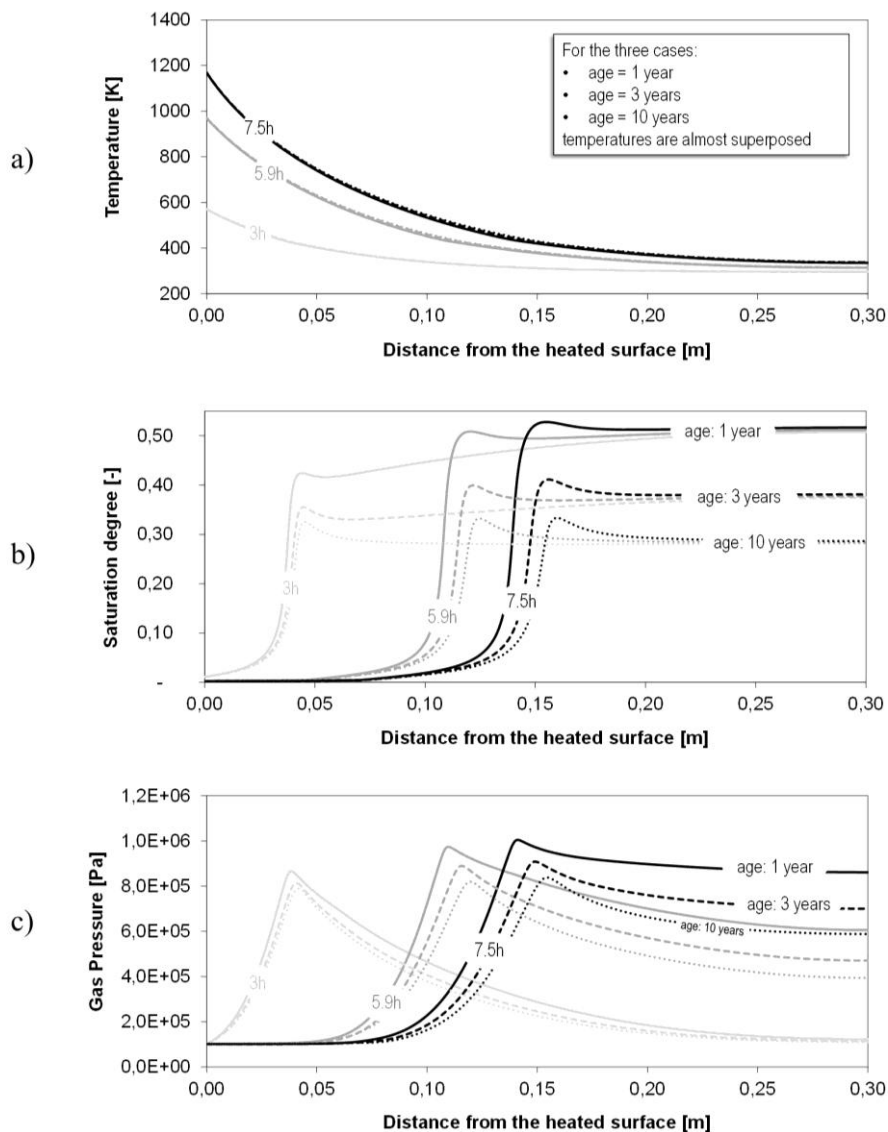 a)
Temperature [K]
1400
1200
1000
800
600
400
200
For the three cases:
• age = 1 year
• age = 3 years
• age = 10 years
temperatures are almost superposed
7.5h
5.9h
3h
0,00 0,05 0,10 0,15 0,20 0,25 0,30
Distance from the heated surface [m]
b)
Saturation degree [-]
0,50
0,40
0,30
0,20
0,10
-
age: 1 year
age: 3 years
age: 10 years
3h
5.9h
7.5h
0,00 0,05 0,10 0,15 0,20 0,25 0,30
Distance from the heated surface [m]
c)
Gas Pressure [Pa]
1,2E+06
1,0E+06
8,0E+05
6,0E+05
4,0E+05
2,0E+05
0,0E+00
age: 1 year
age: 3 years
age: 10 years
7.5h
5.9h
3h
0,00 0,05 0,10 0,15 0,20 0,25 0,30
Distance from the heated surface [m]